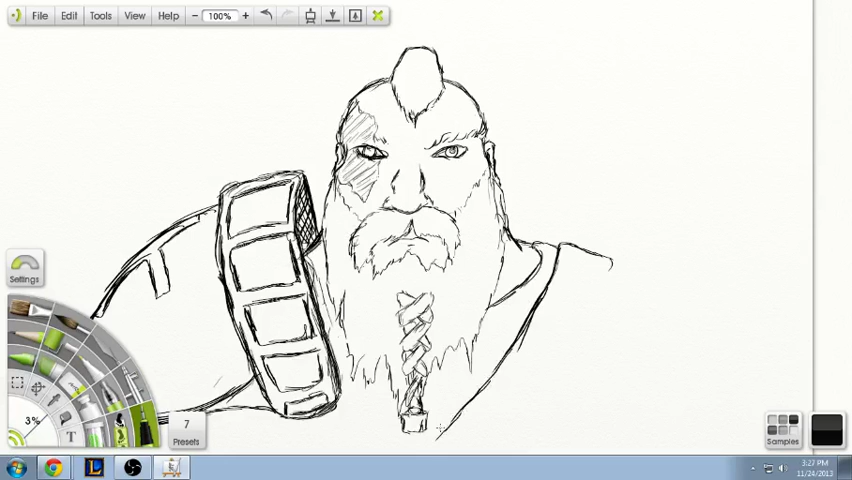 File Edit Tools View Help − 100% +
Settings
3%
T
7
Presets
Samples
L
3:27 PM
11/24/2013